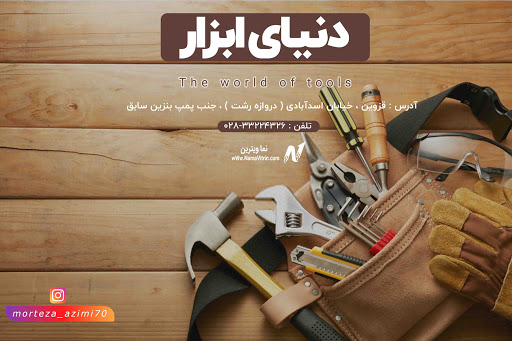 دنیای ابزار
The world of tools
آدرس : قزوین ، خیابان اسدآبادی ( دروازه رشت ) ، جنب پمپ بنزین سابق
تلفن : ۳۳۲۲۴۳۲۶-۰۲۸
نما ویترین
www.NamaVitrin.com
morteza_azimi70